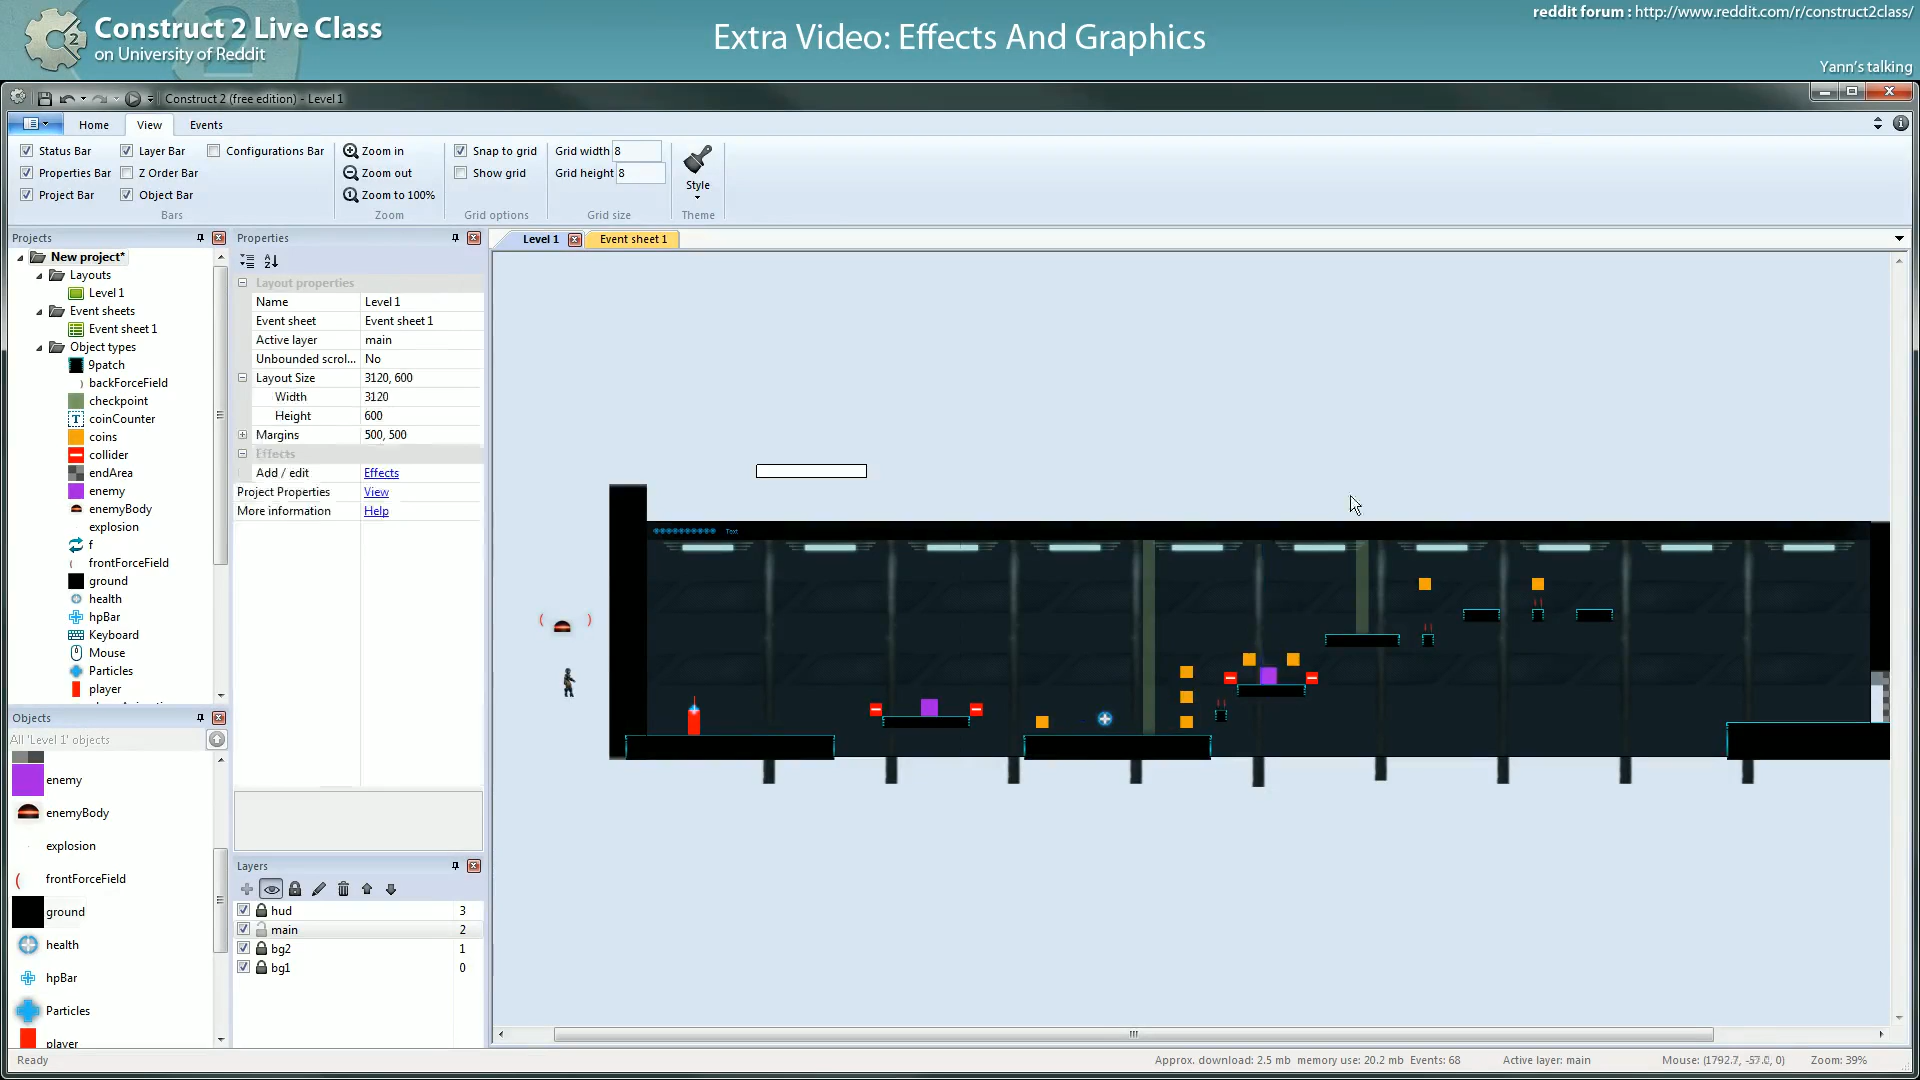 reddit forum : http://www.reddit.com/r/construct2class/
Construct 2 Live Class
on University of Reddit
Extra Video: Effects And Graphics
Yann's talking
Construct 2 (free edition) - Level 1
Home View Events
Status Bar Layer Bar Configurations Bar Zoom in Snap to grid Grid width 8
Properties Bar Z Order Bar Zoom out Show grid Grid height 8
Project Bar Object Bar Zoom to 100% Style
Bars Zoom Grid options Grid size Theme
Projects
New project*
Layouts
Level 1
Event sheets
Event sheet 1
Object types
9patch
backForceField
checkpoint
coinCounter
coins
collider
endArea
enemy
enemyBody
explosion
f
frontForceField
ground
health
hpBar
Keyboard
Mouse
Particles
player
Objects
All 'Level 1' objects
enemy
enemyBody
explosion
frontForceField
ground
health
hpBar
Particles
player
Properties
Layout properties
Name Level 1
Event sheet Event sheet 1
Active layer main
Unbounded scrol... No
Layout Size 3120, 600
Width 3120
Height 600
Margins 500, 500
Effects
Add / edit Effects
Project Properties View
More information Help
Layers
hud 3
main 2
bg2 1
bg1 0
Level 1 Event sheet 1
Text
Ready Approx. download: 2.5 mb memory use: 20.2 mb Events: 68 Active layer: main Mouse: (1792.7, -57.0, 0) Zoom: 39%